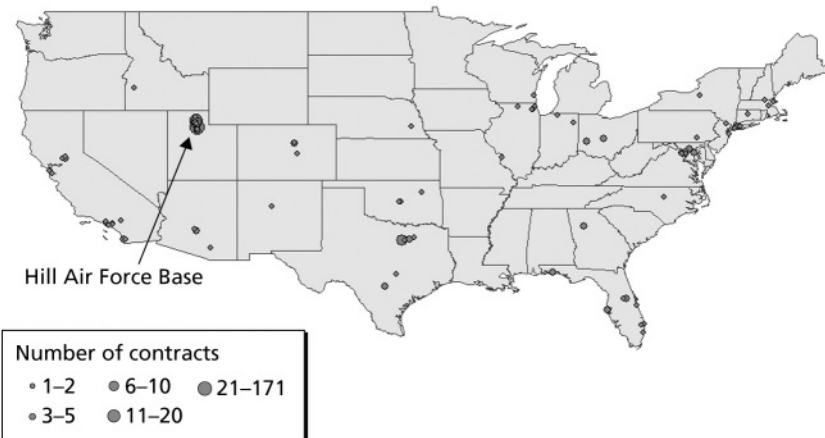 Hill Air Force Base
Number of contracts
1–2 6–10 21–171
3–5 11–20